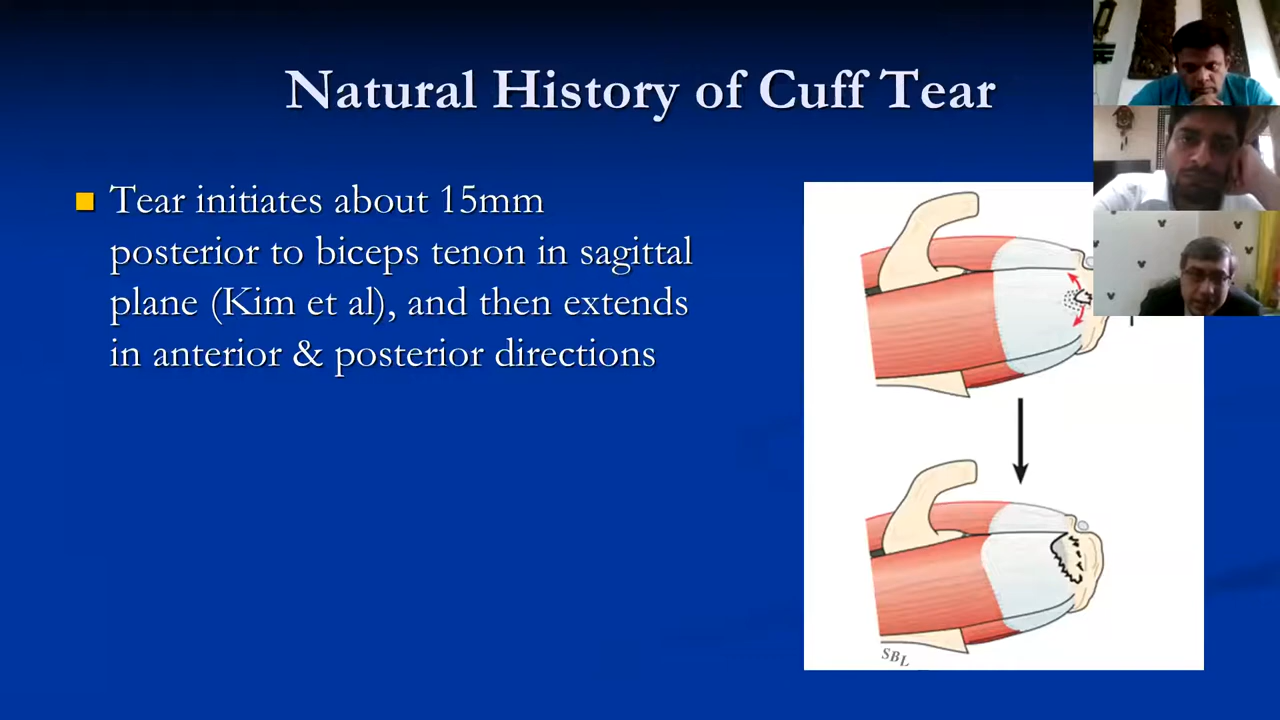 Natural History of Cuff Tear
Tear initiates about 15mm
posterior to biceps tenon in sagittal
plane (Kim et al), and then extends
in anterior & posterior directions
SBL